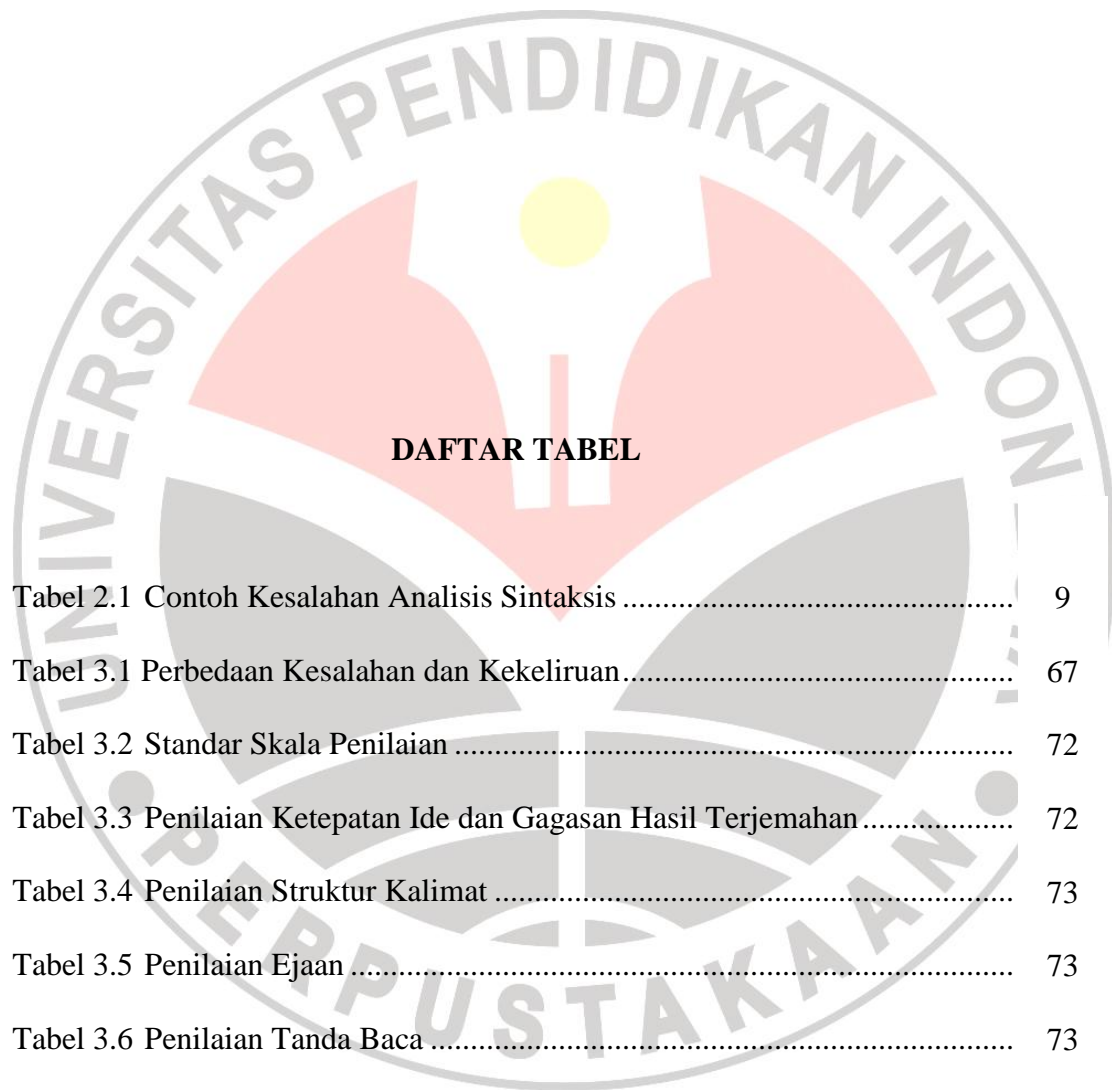 UNIVERSITAS PENDIDIKAN INDON
DAFTAR TABEL
Tabel 2.1 Contoh Kesalahan Analisis Sintaksis ................................................. 9
Tabel 3.1 Perbedaan Kesalahan dan Kekeliruan ................................................. 67
Tabel 3.2 Standar Skala Penilaian ...................................................................... 72
Tabel 3.3 Penilaian Ketepatan Ide dan Gagasan Hasil Terjemahan ................... 72
Tabel 3.4 Penilaian Struktur Kalimat ................................................................. 73
Tabel 3.5 Penilaian Ejaan ................................................................................... 73
Tabel 3.6 Penilaian Tanda Baca ......................................................................... 73
PERPUSTAKAAN